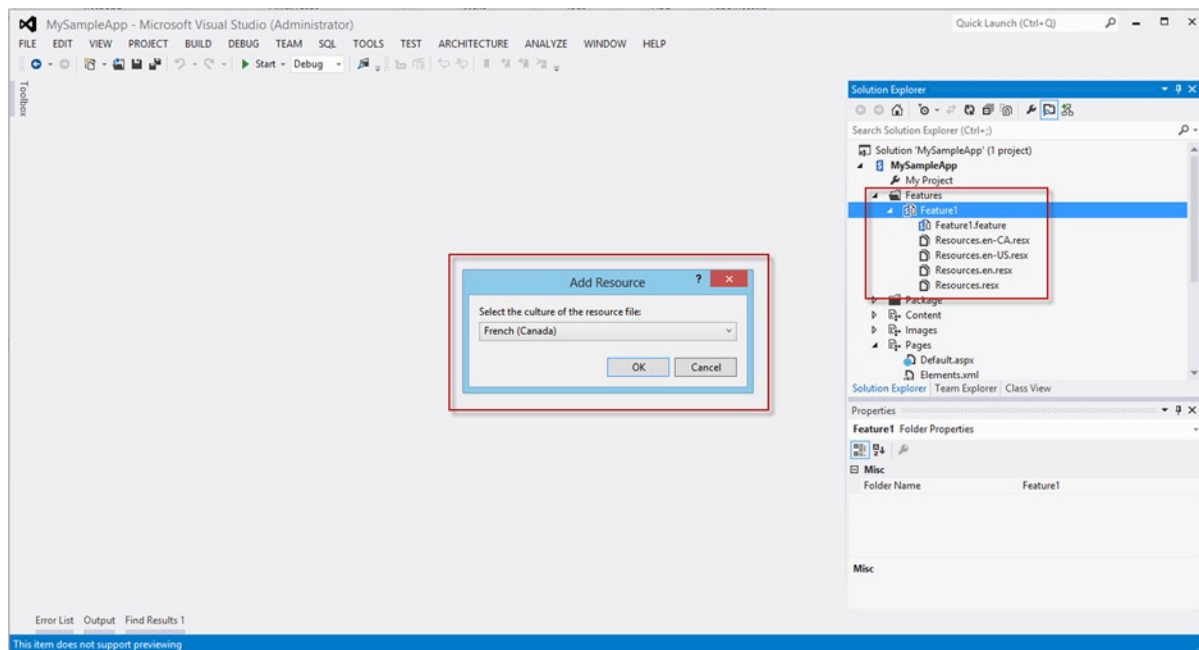 MySampleApp - Microsoft Visual Studio (Administrator)
Quick Launch (Ctrl+Q)
FILE EDIT VIEW PROJECT BUILD DEBUG TEAM SQL TOOLS TEST ARCHITECTURE ANALYZE WINDOW HELP
Start Debug
Toolbox
Solution Explorer
Search Solution Explorer (Ctrl+;)
Solution 'MySampleApp' (1 project)
MySampleApp
My Project
Features
Feature1
Feature1.feature
Resources.en-CA.resx
Resources.en-US.resx
Resources.en.resx
Resources.resx
Package
Content
Images
Pages
Default.aspx
Elements.xml
Solution Explorer Team Explorer Class View
Add Resource
Select the culture of the resource file:
French (Canada)
OK Cancel
Properties
Feature1 Folder Properties
Misc
Folder Name Feature1
Misc
Error List Output Find Results 1
This item does not support previewing